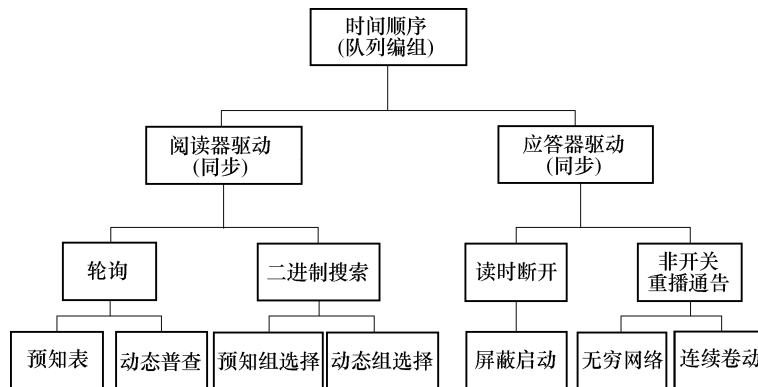 时间顺序
(队列编组)
阅读器驱动
(同步)
应答器驱动
(同步)
轮询
二进制搜索
读时断开
非开关
重播通告
预知表
动态普查
预知组选择
动态组选择
屏蔽启动
无穷网络
连续卷动